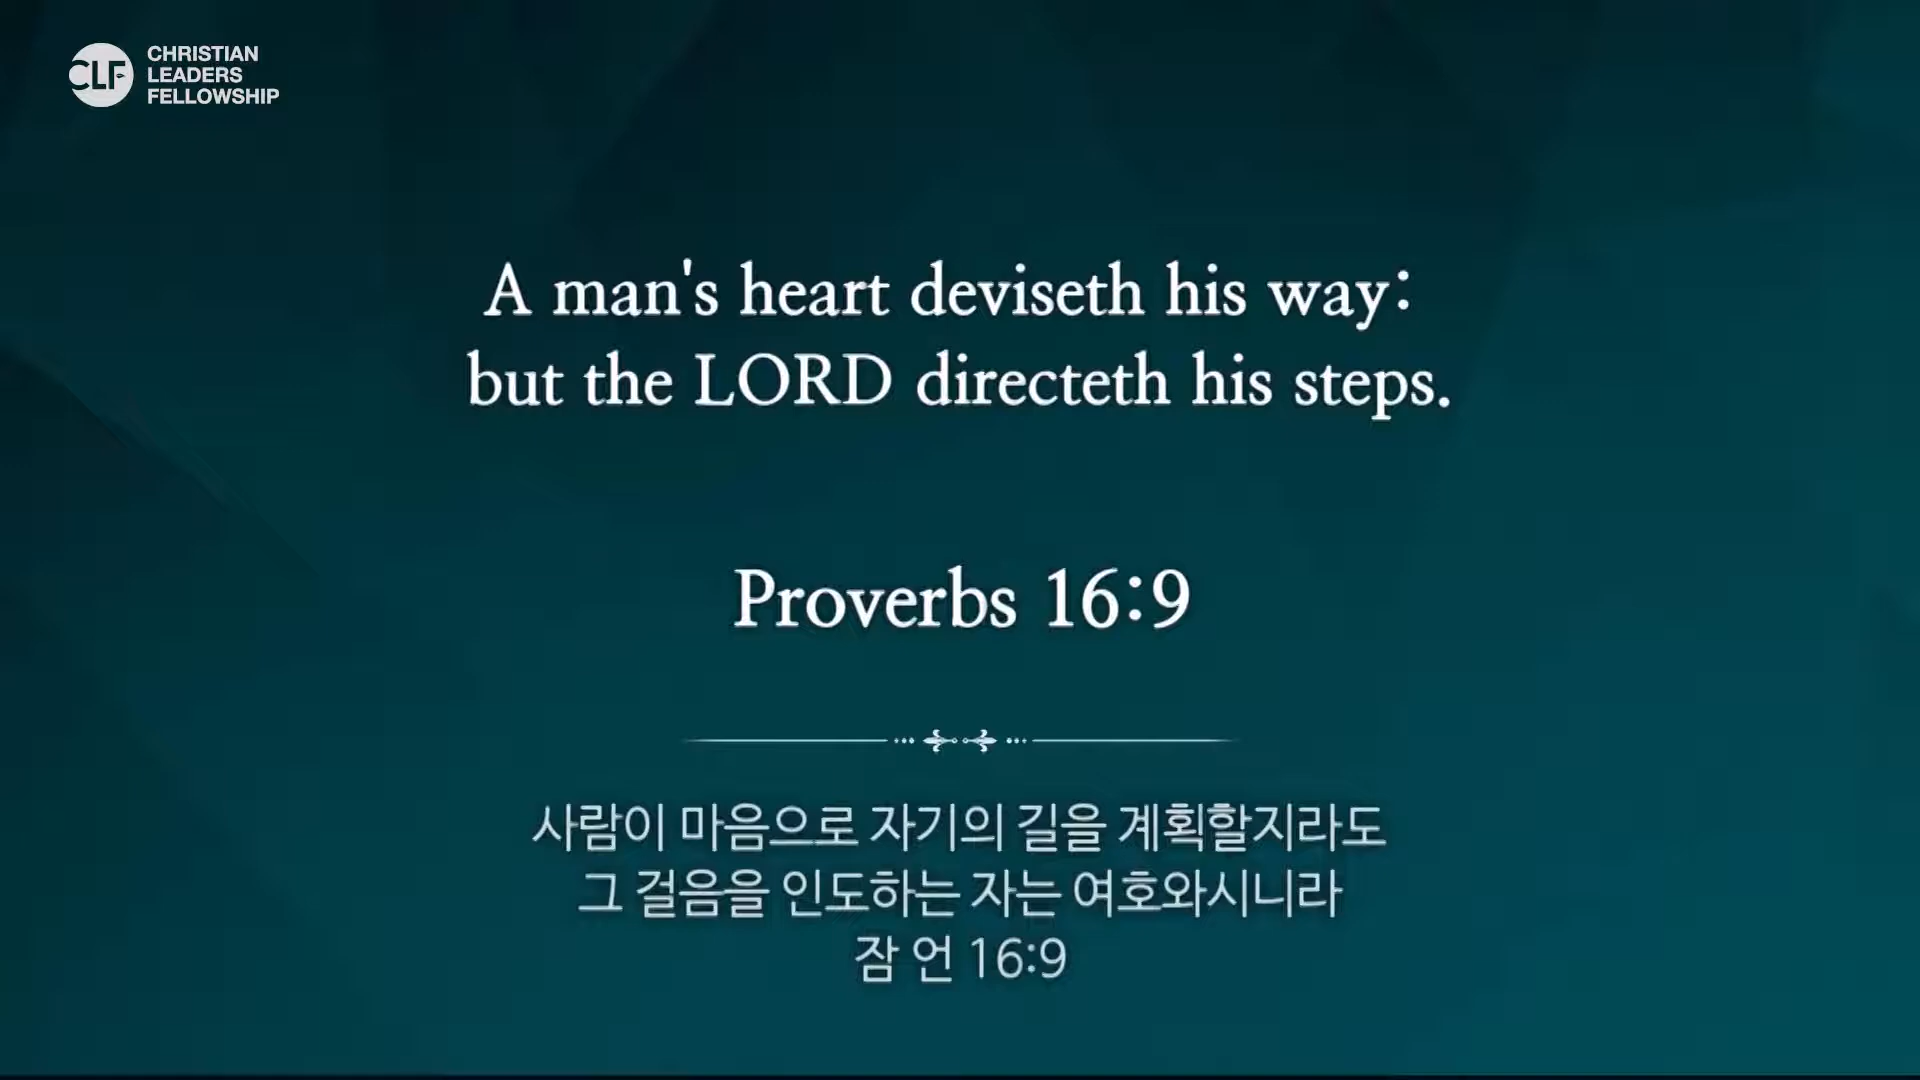 CLF
CHRISTIAN
LEADERS
FELLOWSHIP
A man's heart deviseth his way:
but the LORD directeth his steps.
Proverbs 16:9
사람이 마음으로 자기의 길을 계획할지라도
그 걸음을 인도하는 자는 여호와시니라
잠 언 16:9